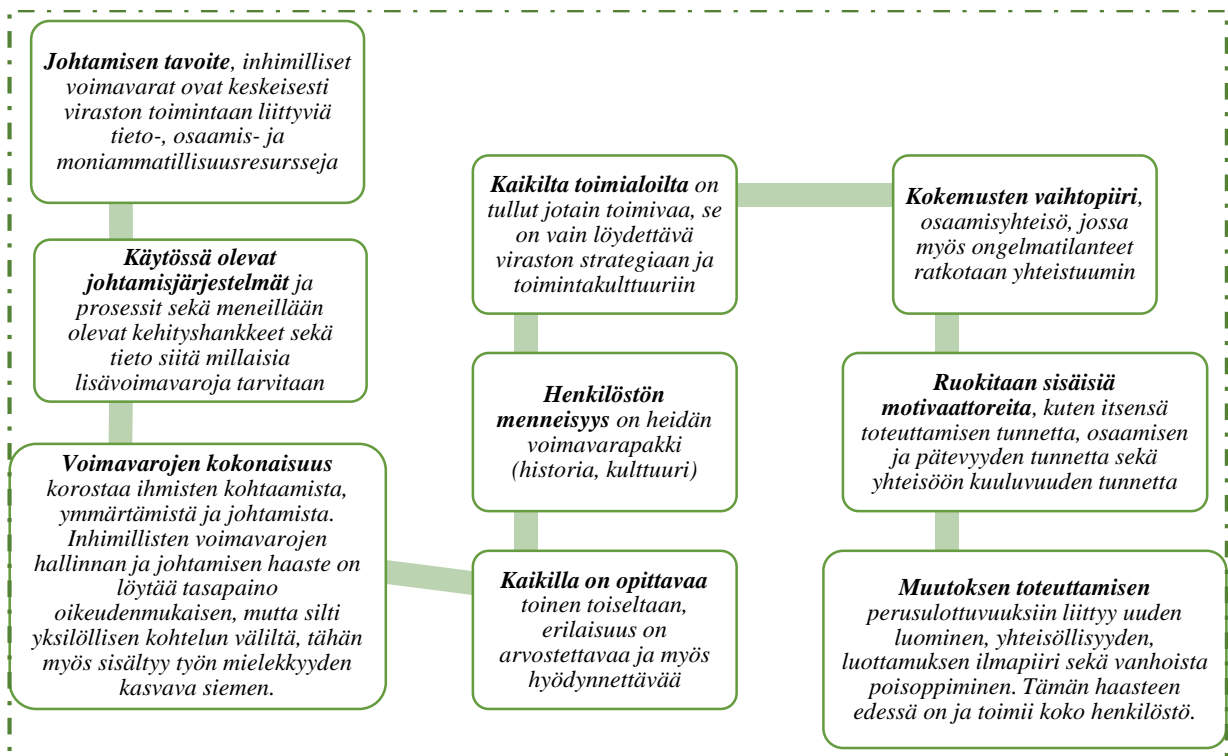 Johtamisen tavoite, inhimilliset
voimavarat ovat keskeisesti
viraston toimintaan liittyviä
tieto-, osaamis- ja
moniammatillisuusresursseja
Käytössä olevat
johtamisjärjestelmät ja
prosessit sekä meneillään
olevat kehityshankkeet sekä
tieto siitä millaisia
lisävoimavaroja tarvitaan
Voimavarojen kokonaisuus
korostaa ihmisten kohtaamista,
ymmärtämistä ja johtamista.
Inhimillisten voimavarojen
hallinnan ja johtamisen haaste on
löytää tasapaino
oikeudenmukaisen, mutta silti
yksilöllisen kohtelun väliltä, tähän
myös sisältyy työn mielekkyyden
kasvava siemen.
Kaikilla on opittavaa
toinen toiseltaan,
erilaisuus on
arvostettavaa ja myös
hyödynnettävää
Henkilöstön
menneisyys on heidän
voimavarapakki
(historia, kulttuuri)
Kaikilta toimialoilta on
tullut jotain toimivaa, se
on vain löydettävä
viraston strategiaan ja
toimintakulttuuriin
Kokemusten vaihtopiiri,
osaamisyhteisö, jossa
myös ongelmatilanteet
ratkotaan yhteistuumin
Ruokitaan sisäisiä
motivaattoreita, kuten itsensä
toteuttamisen tunnetta, osaamisen
ja pätevyyden tunnetta sekä
yhteisöön kuuluvuuden tunnetta
Muutoksen toteuttamisen
perusulottuvuuksiin liittyy uuden
luominen, yhteisöllisyyden,
luottamuksen ilmapiiri sekä vanhoista
poisoppiminen. Tämän haasteen
edessä on ja toimii koko henkilöstö.